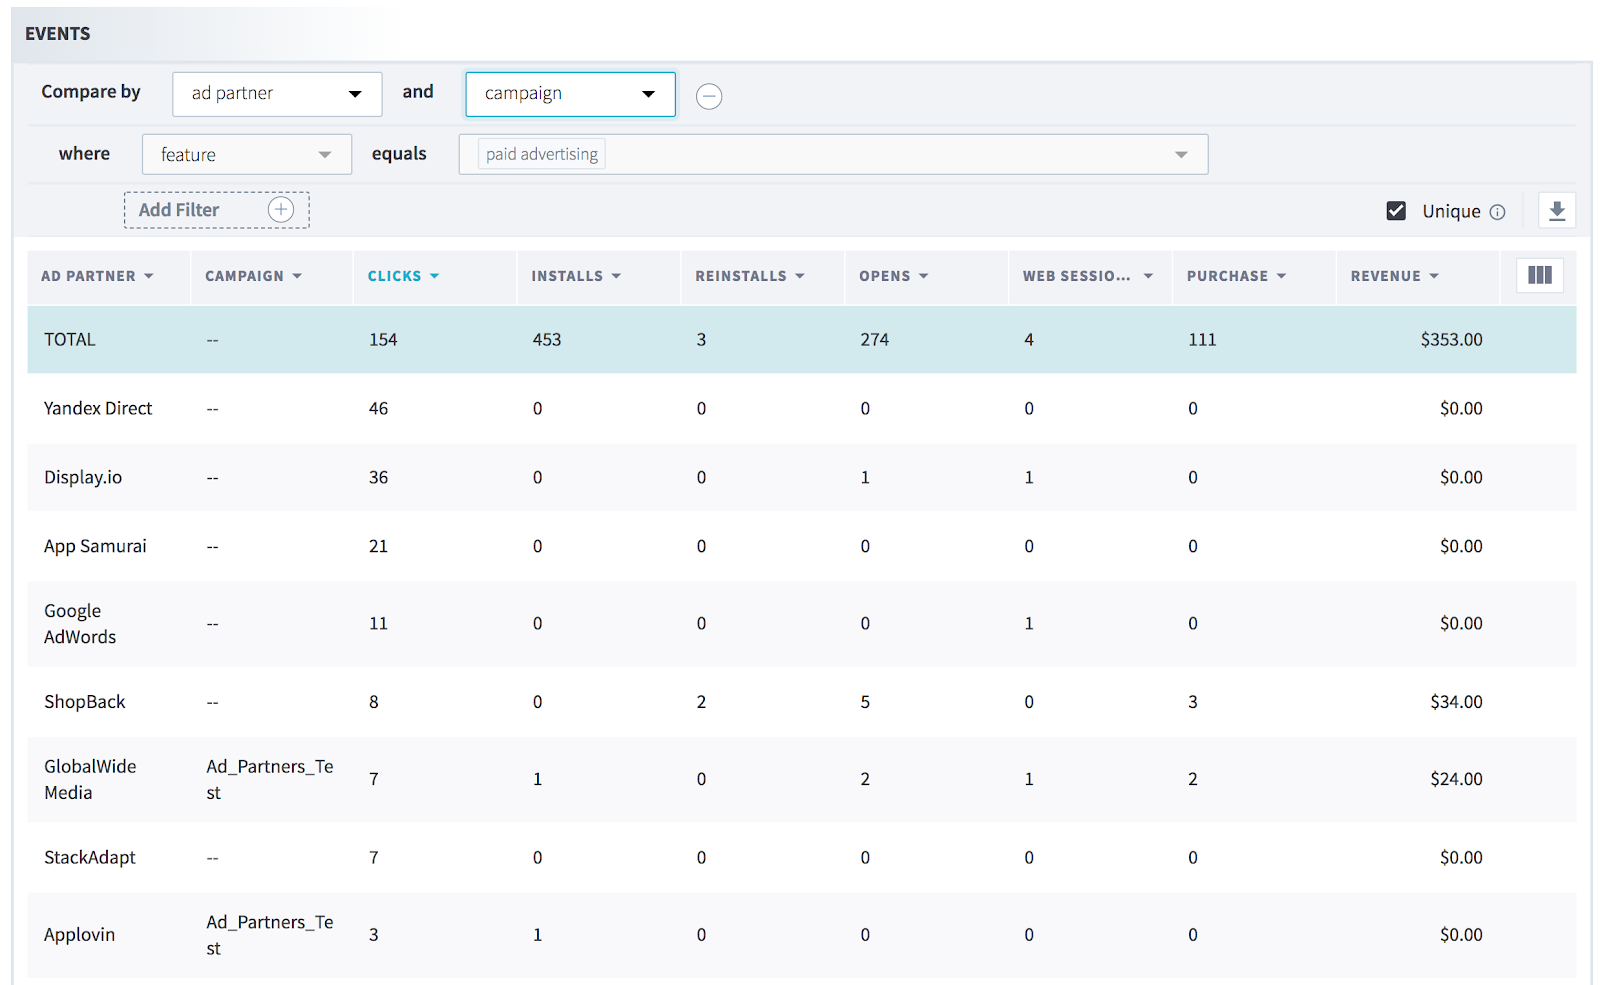 EVENTS
Compare by ad partner and campaign
where feature equals paid advertising
Add Filter Unique
AD PARTNER CAMPAIGN CLICKS INSTALLS REINSTALLS OPENS WEB SESSIO... PURCHASE REVENUE
TOTAL -- 154 453 3 274 4 111 $353.00
Yandex Direct -- 46 0 0 0 0 0 $0.00
Display.io -- 36 0 0 1 1 0 $0.00
App Samurai -- 21 0 0 0 0 0 $0.00
Google
AdWords -- 11 0 0 0 1 0 $0.00
ShopBack -- 8 0 2 5 0 3 $34.00
GlobalWide Ad_Partners_Te
Media st 7 1 0 2 1 2 $24.00
StackAdapt -- 7 0 0 0 0 0 $0.00
Applovin Ad_Partners_Te
st 3 1 0 0 0 0 $0.00